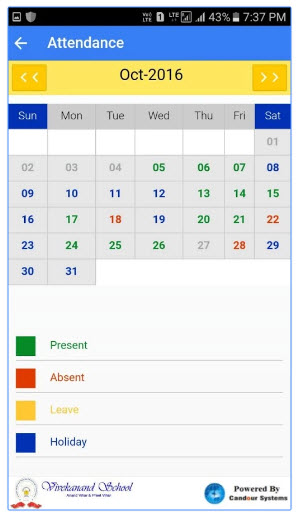 Vo) LTE 1 LTE 43% 7:37 PM
Attendance
<< Oct-2016 >>
Sun Mon Tue Wed Thu Fri Sat
01
02 03 04 05 06 07 08
09 10 11 12 13 14 15
16 17 18 19 20 21 22
23 24 25 26 27 28 29
30 31
Present
Absent
Leave
Holiday
Vivekanand School Powered By
Candour Systems